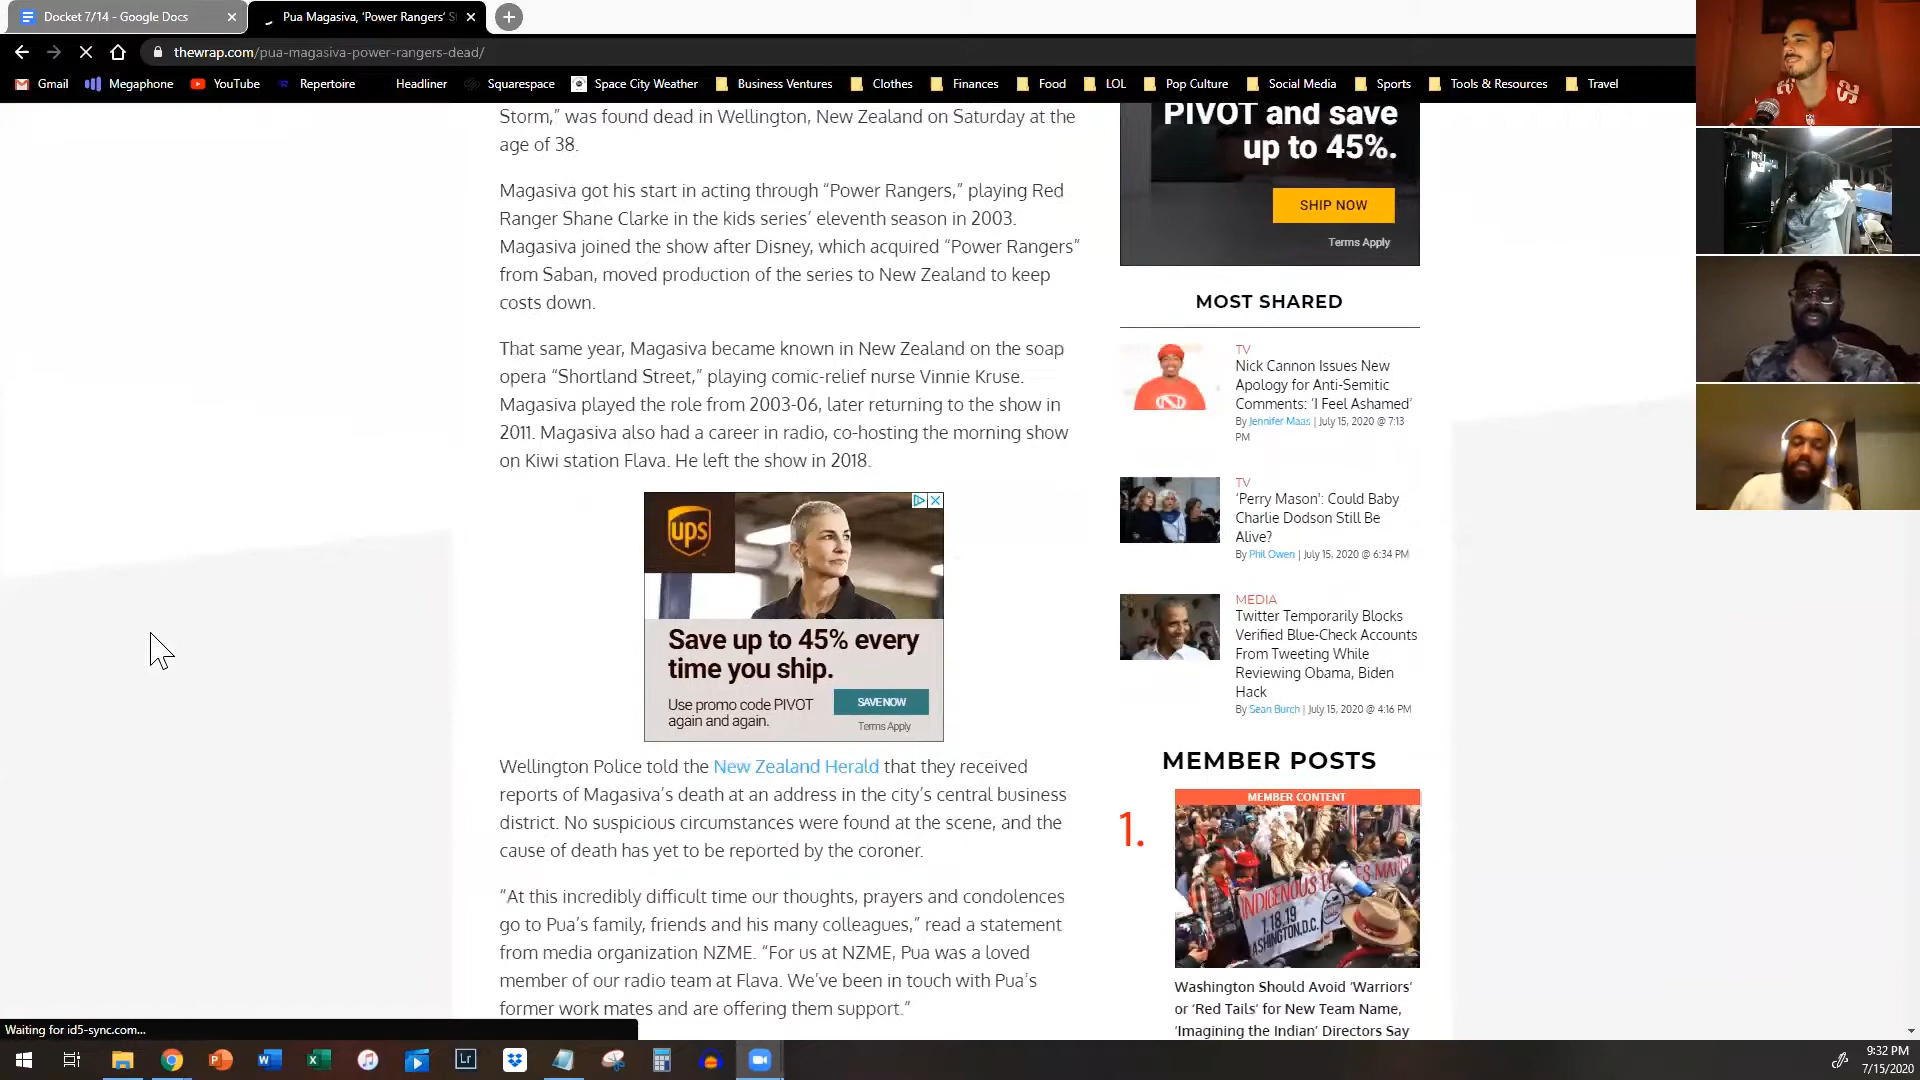 Docket 7/14 - Google Docs
Pua Magasiva, 'Power Rangers' S
thewrap.com/pua-magasiva-power-rangers-dead/
Gmail
Megaphone
YouTube
Repertoire
Headliner
Squarespace
Space City Weather
Business Ventures
Clothes
Finances
Food
LOL
Pop Culture
Social Media
Sports
Tools & Resources
Travel
Storm,” was found dead in Wellington, New Zealand on Saturday at the
age of 38.
Magasiva got his start in acting through “Power Rangers,” playing Red
Ranger Shane Clarke in the kids series’ eleventh season in 2003.
Magasiva joined the show after Disney, which acquired “Power Rangers”
from Saban, moved production of the series to New Zealand to keep
costs down.
That same year, Magasiva became known in New Zealand on the soap
opera “Shortland Street,” playing comic-relief nurse Vinnie Kruse.
Magasiva played the role from 2003-06, later returning to the show in
2011. Magasiva also had a career in radio, co-hosting the morning show
on Kiwi station Flava. He left the show in 2018.
ups
Save up to 45% every
time you ship.
Use promo code PIVOT
again and again.
SAVE NOW
Terms Apply
Wellington Police told the New Zealand Herald that they received
reports of Magasiva’s death at an address in the city’s central business
district. No suspicious circumstances were found at the scene, and the
cause of death has yet to be reported by the coroner.
“At this incredibly difficult time our thoughts, prayers and condolences
go to Pua’s family, friends and his many colleagues,” read a statement
from media organization NZME. “For us at NZME, Pua was a loved
member of our radio team at Flava. We’ve been in touch with Pua’s
former work mates and are offering them support.”
PIVOT and save
up to 45%.
SHIP NOW
Terms Apply
MOST SHARED
TV
Nick Cannon Issues New
Apology for Anti-Semitic
Comments: ‘I Feel Ashamed’
By Jennifer Maas | July 15, 2020 @ 7:13
PM
TV
‘Perry Mason’: Could Baby
Charlie Dodson Still Be
Alive?
By Phil Owen | July 15, 2020 @ 6:34 PM
MEDIA
Twitter Temporarily Blocks
Verified Blue-Check Accounts
From Tweeting While
Reviewing Obama, Biden
Hack
By Sean Burch | July 15, 2020 @ 4:16 PM
MEMBER POSTS
1.
MEMBER CONTENT
1.18.19
Washington Should Avoid ‘Warriors’
or ‘Red Tails’ for New Team Name,
‘Imagining the Indian’ Directors Say
Waiting for id5-sync.com...
9:32 PM
7/15/2020